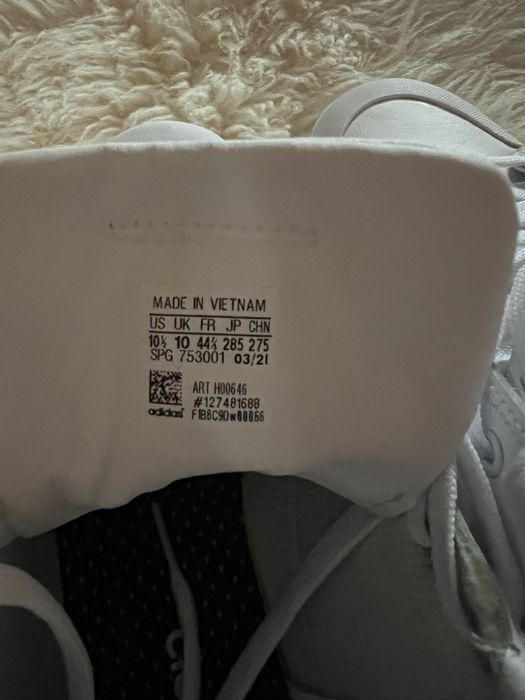 MADE IN VIETNAM
US UK FR JP CHN
10½ 10 44⅔ 285 275
SPG 753001 03/21
ART H00646
#127481688
adidas